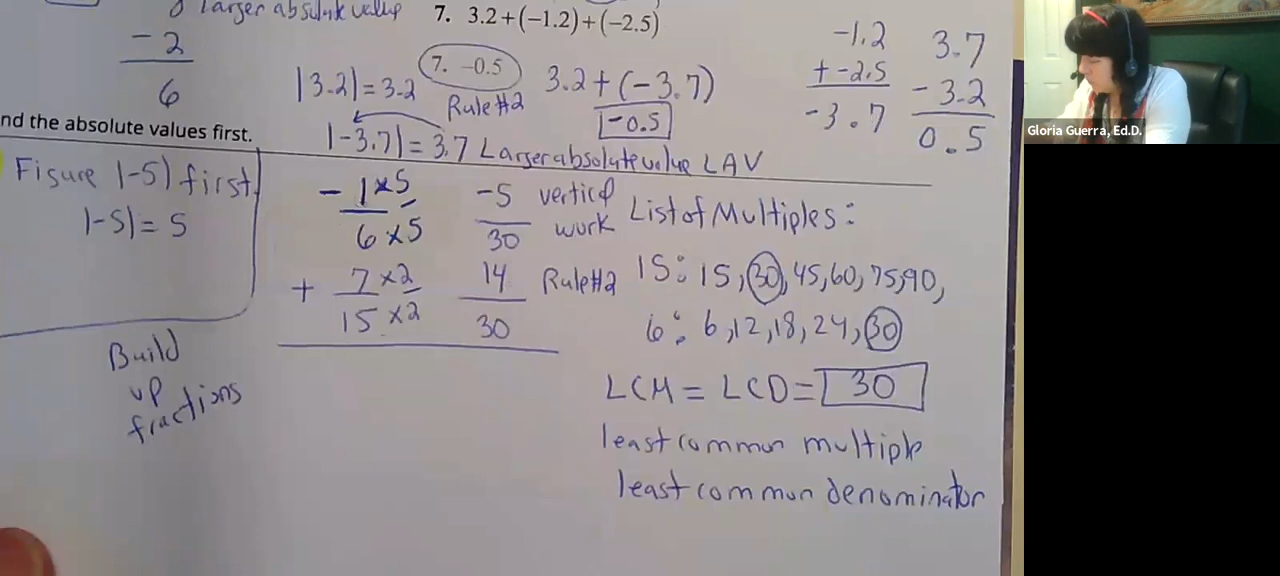 Larger absolute value
7. 3.2+(−1.2)+(−2.5)
- 2
6
|3.2|=3.2
7. −0.5
Rule#2
3.2+(-3.7)
-0.5
-1.2
+ -2.5
-3.7
3.7
- 3.2
0.5
Gloria Guerra, Ed.D.
nd the absolute values first.
|-3.7|= 3.7 Larger absolute value LAV
Figure |-5| first
|-5|= 5
- 1×5
6×5
+ 7×2
15×2
-5
30
14
30
vertical
work
Rule#2
List of Multiples:
15: 15, 30, 45, 60, 75, 90,
6: 6, 12, 18, 24, 30
LCM = LCD= 30
least common multiple
least common denominator
Build
up
fractions